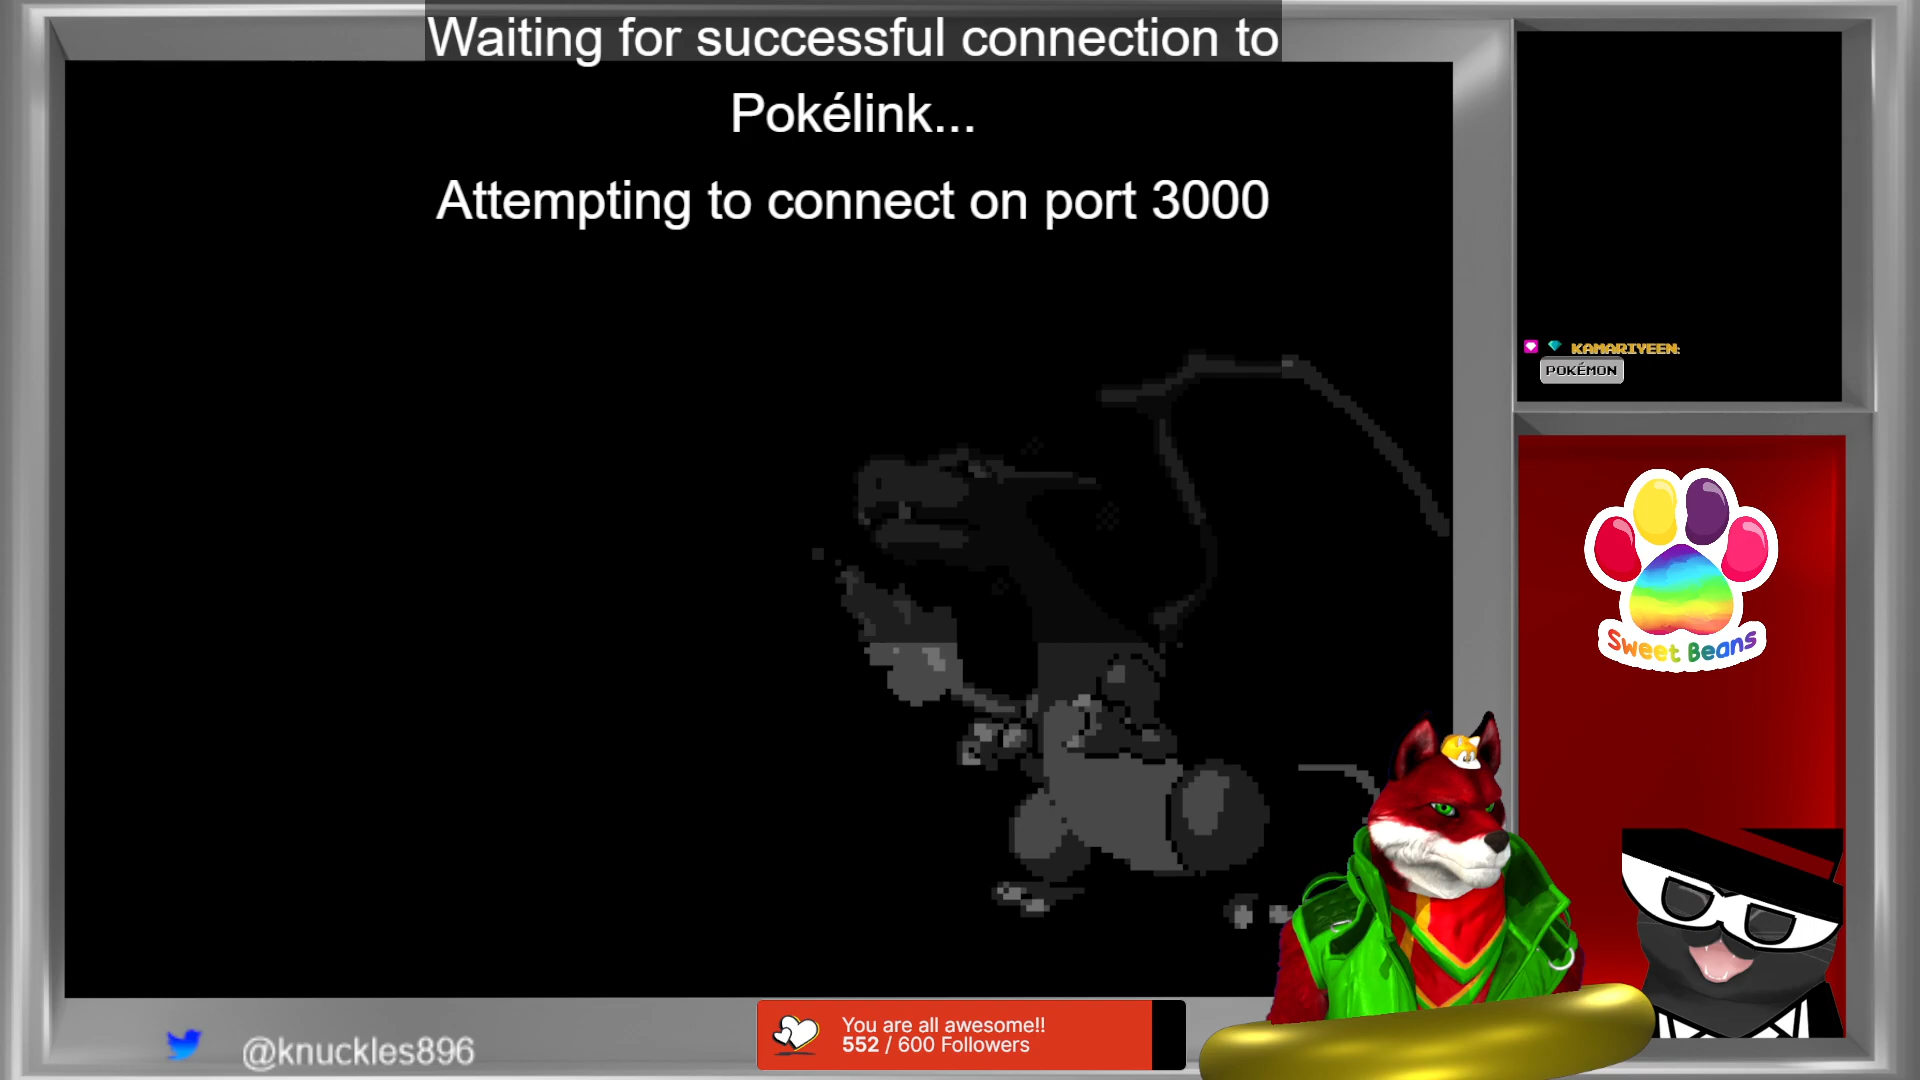 Waiting for successful connection to
Pokélink...
Attempting to connect on port 3000
KAMARIYEEN:
POKÉMON
Sweet Beans
You are all awesome!!
552 / 600 Followers
@knuckles896